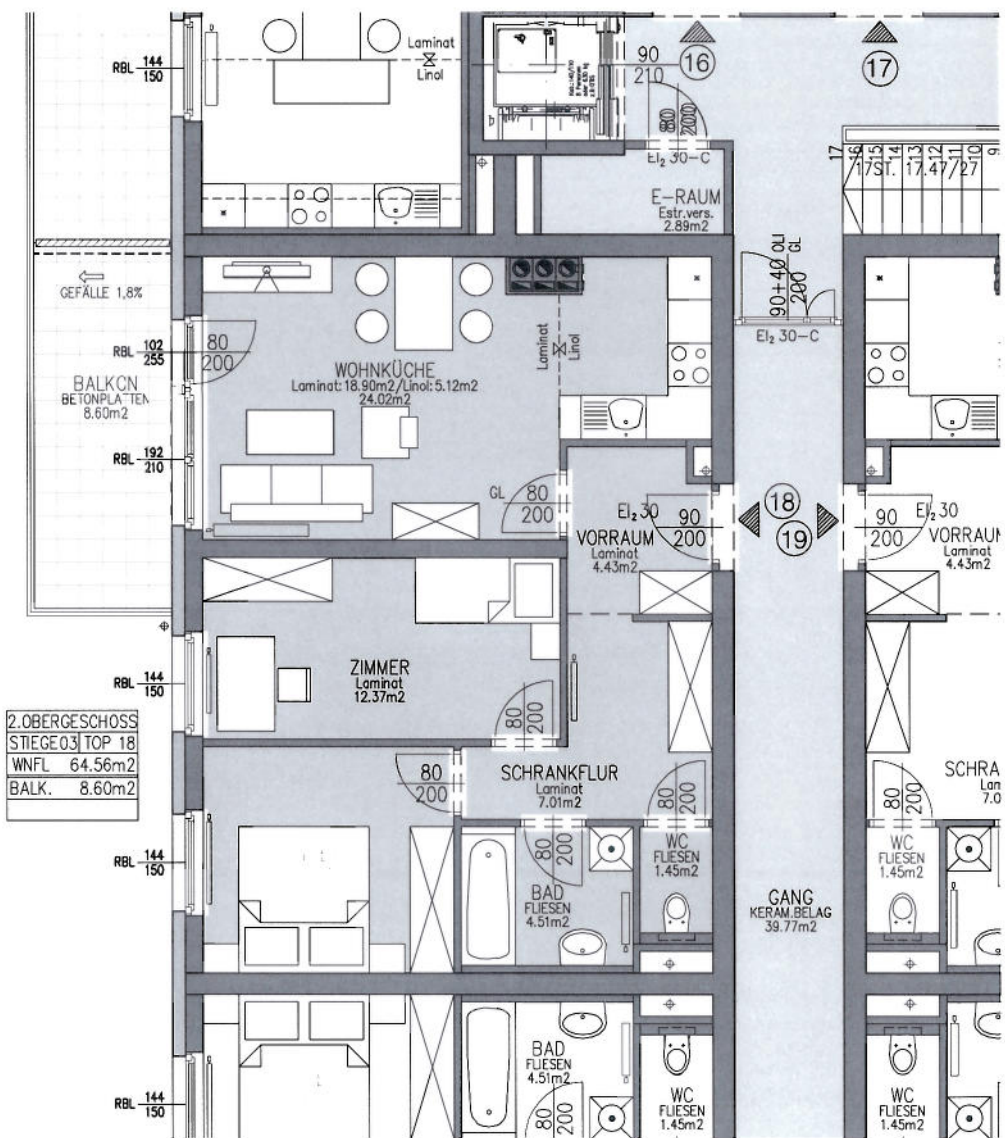 RBL 144
150
Laminat
Linol
90
210
16
17
80
200
EI₂ 30-C
E-RAUM
Estr.vers.
2.89m2
17
16
15
14
13
12
11
10
9
17ST. 17.47/27
GEFÄLLE 1,8%
RBL 102
255
80
200
BALKON
BETONPLATTEN
8.60m2
RBL 192
210
WOHNKÜCHE
Laminat: 18.90m2/Linol: 5.12m2
24.02m2
Laminat
Linol
90+40 OLI
200 GL
EI₂ 30-C
GL
80
200
EI₂ 30
90
200
VORRAUM
Laminat
4.43m2
18
19
EI₂ 30
90
200
VORRAUM
Laminat
4.43m2
RBL 144
150
ZIMMER
Laminat
12.37m2
80
200
2.OBERGESCHOSS
STIEGE03 TOP 18
WNFL 64.56m2
BALK. 8.60m2
80
200
SCHRANKFLUR
Laminat
7.01m2
80
200
80
200
SCHRA
Lan
7.0
80
200
RBL 144
150
BAD
FLIESEN
4.51m2
WC
FLIESEN
1.45m2
GANG
KERAM.BELAG
39.77m2
WC
FLIESEN
1.45m2
RBL 144
150
BAD
FLIESEN
4.51m2
80
200
WC
FLIESEN
1.45m2
WC
FLIESEN
1.45m2